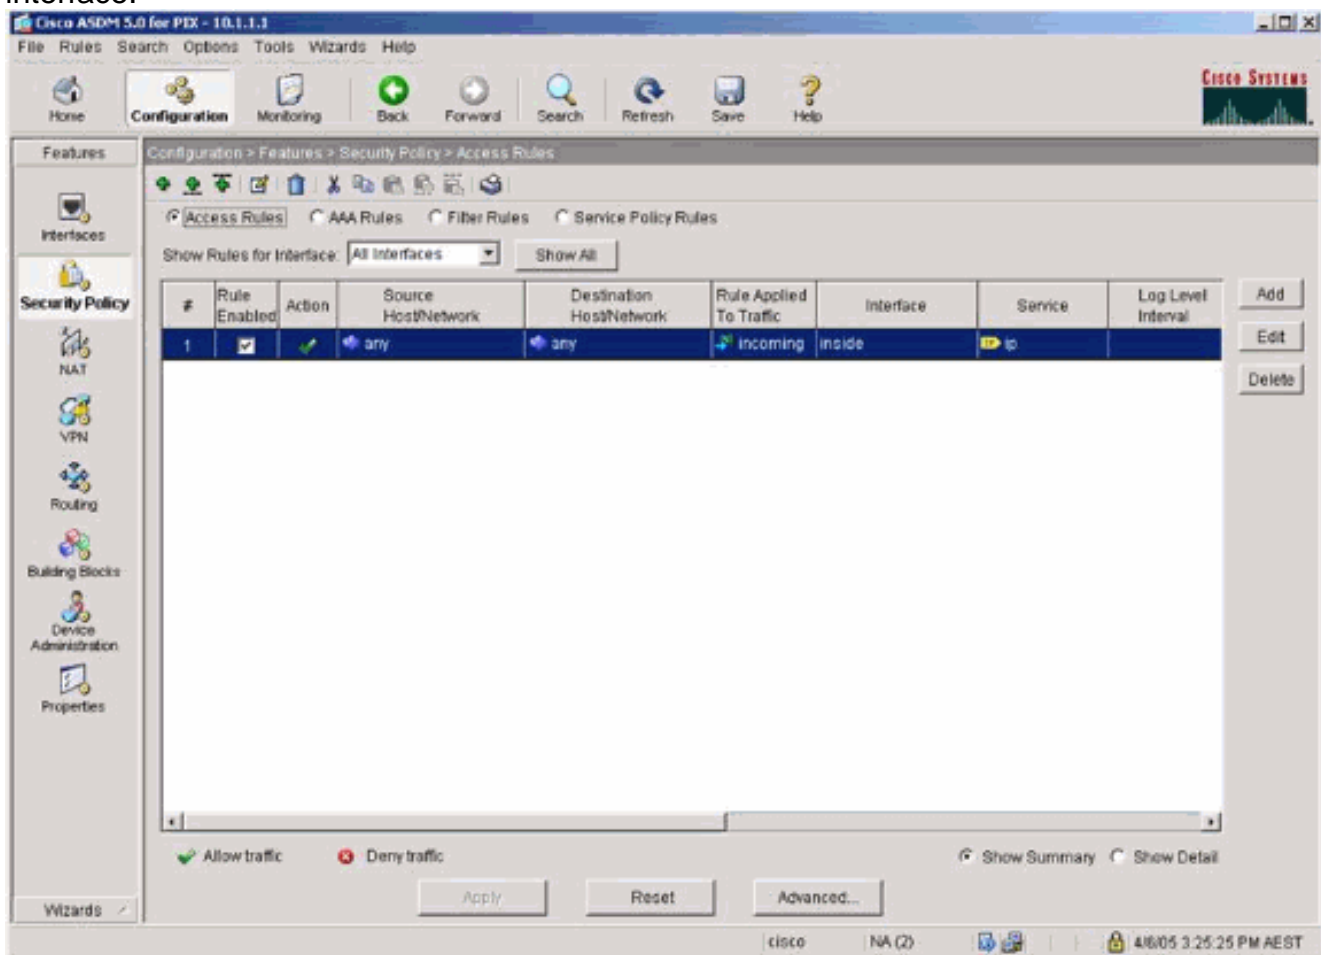 interface.
Cisco ASDM 5.0 for PIX - 10.1.1.1
File Rules Search Options Tools Wizards Help
Home Configuration Monitoring Back Forward Search Refresh Save Help
CISCO SYSTEMS
Features
Configuration > Features > Security Policy > Access Rules
Interfaces
Security Policy
NAT
VPN
Routing
Building Blocks
Device
Administration
Properties
Wizards
Access Rules AAA Rules Filter Rules Service Policy Rules
Show Rules for Interface: All Interfaces Show All
# Rule Enabled Action Source Host/Network Destination Host/Network Rule Applied To Traffic Interface Service Log Level Interval
1 any any incoming inside ip
Add
Edit
Delete
Allow traffic Deny traffic Show Summary Show Detail
Apply Reset Advanced...
cisco NA (2) 4/6/05 3:25:25 PM AEST